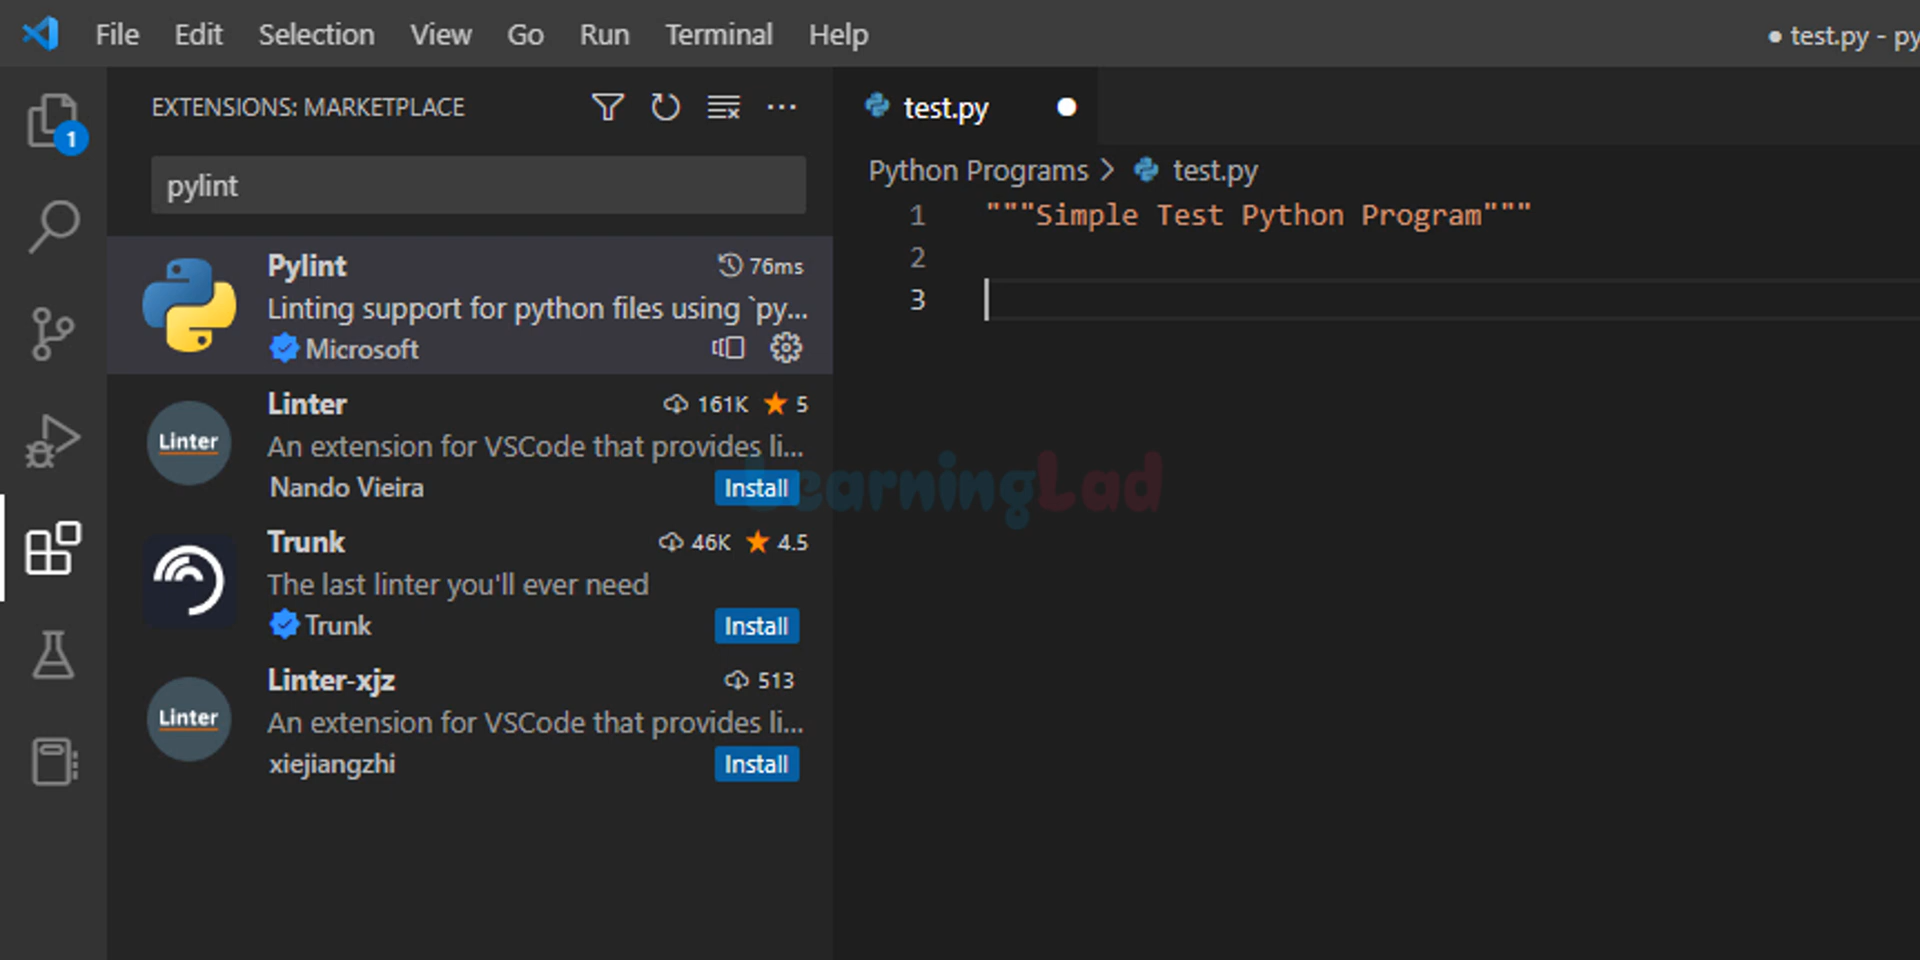 File Edit Selection View Go Run Terminal Help
● test.py - py
EXTENSIONS: MARKETPLACE
1
pylint
Pylint 76ms
Linting support for python files using `py...
Microsoft
Linter 161K ★ 5
An extension for VSCode that provides li...
Nando Vieira Install
Linter
Trunk 46K ★ 4.5
The last linter you'll ever need
Trunk Install
Linter-xjz 513
An extension for VSCode that provides li...
xiejiangzhi Install
Linter
test.py ●
Python Programs > test.py
1 """Simple Test Python Program"""
2
3
LearningLad